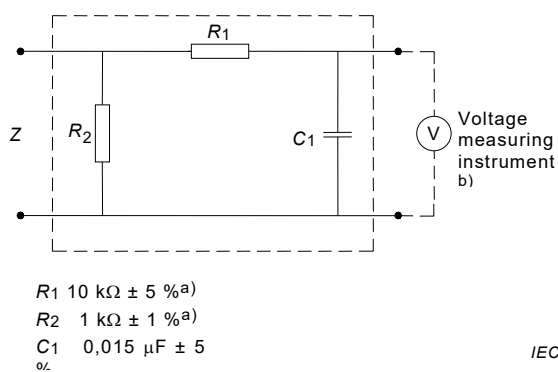 R1
Z
R2
C1
V
Voltage
measuring
instrument
b)
R1 10 kΩ ± 5 %a)
R2 1 kΩ ± 1 %a)
C1 0,015 μF ± 5
%
IEC